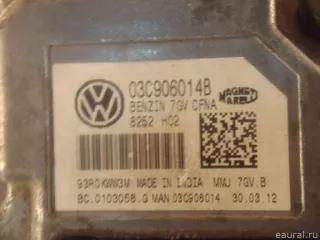 03C906014B
BENZIN 7GV CFNA
MAGNETI MARELLI
8252 H02
MADE IN INDIA MMJ 7GV.B
BC.0103058.G MAN 03C906014 30.03.12
eaural.ru